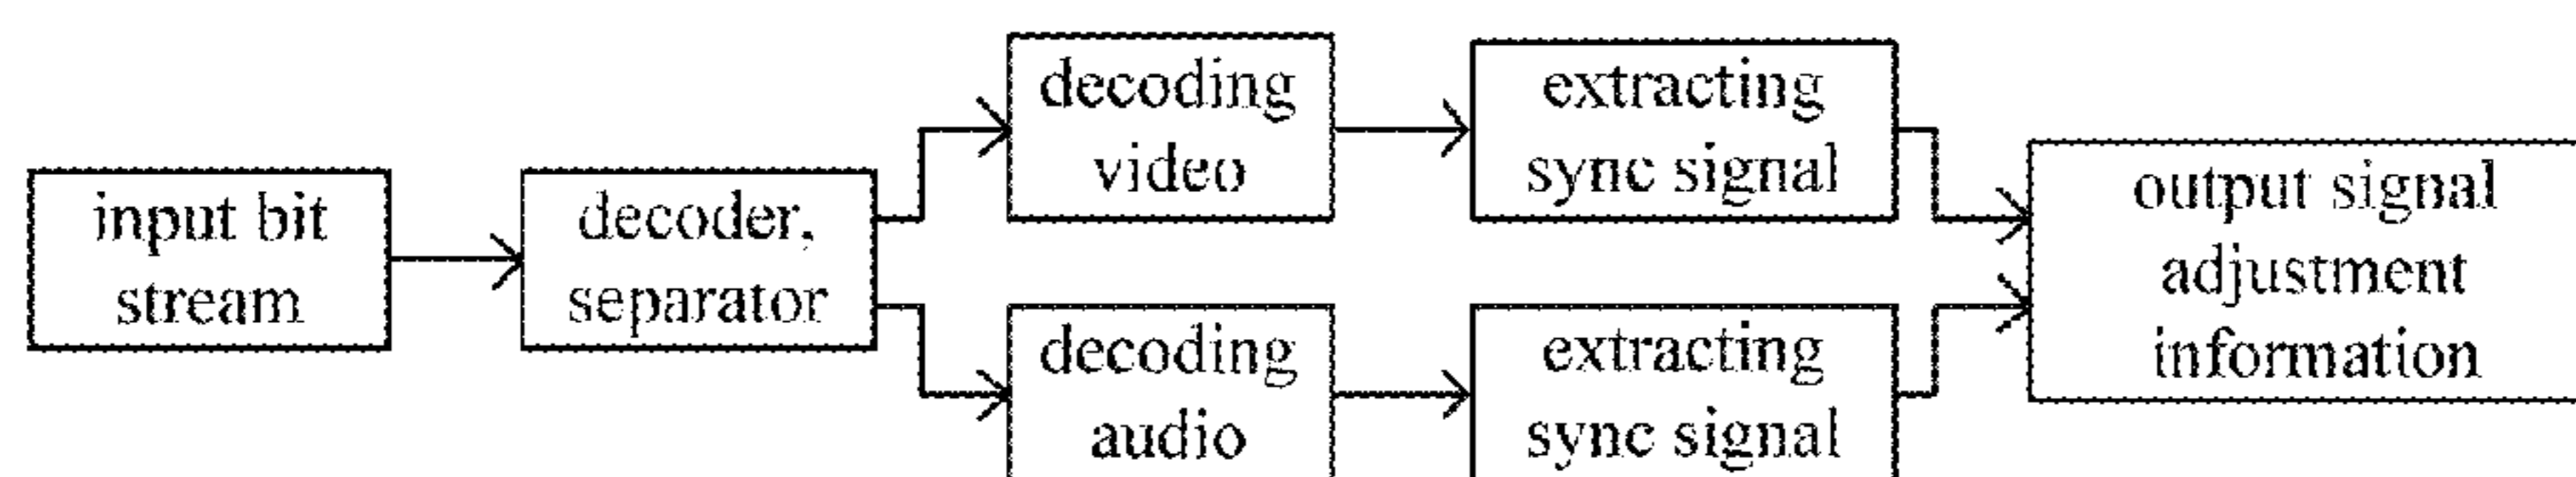 input bit
stream
decoder,
separator
decoding
video
extracting
sync signal
decoding
audio
extracting
sync signal
output signal
adjustment
information